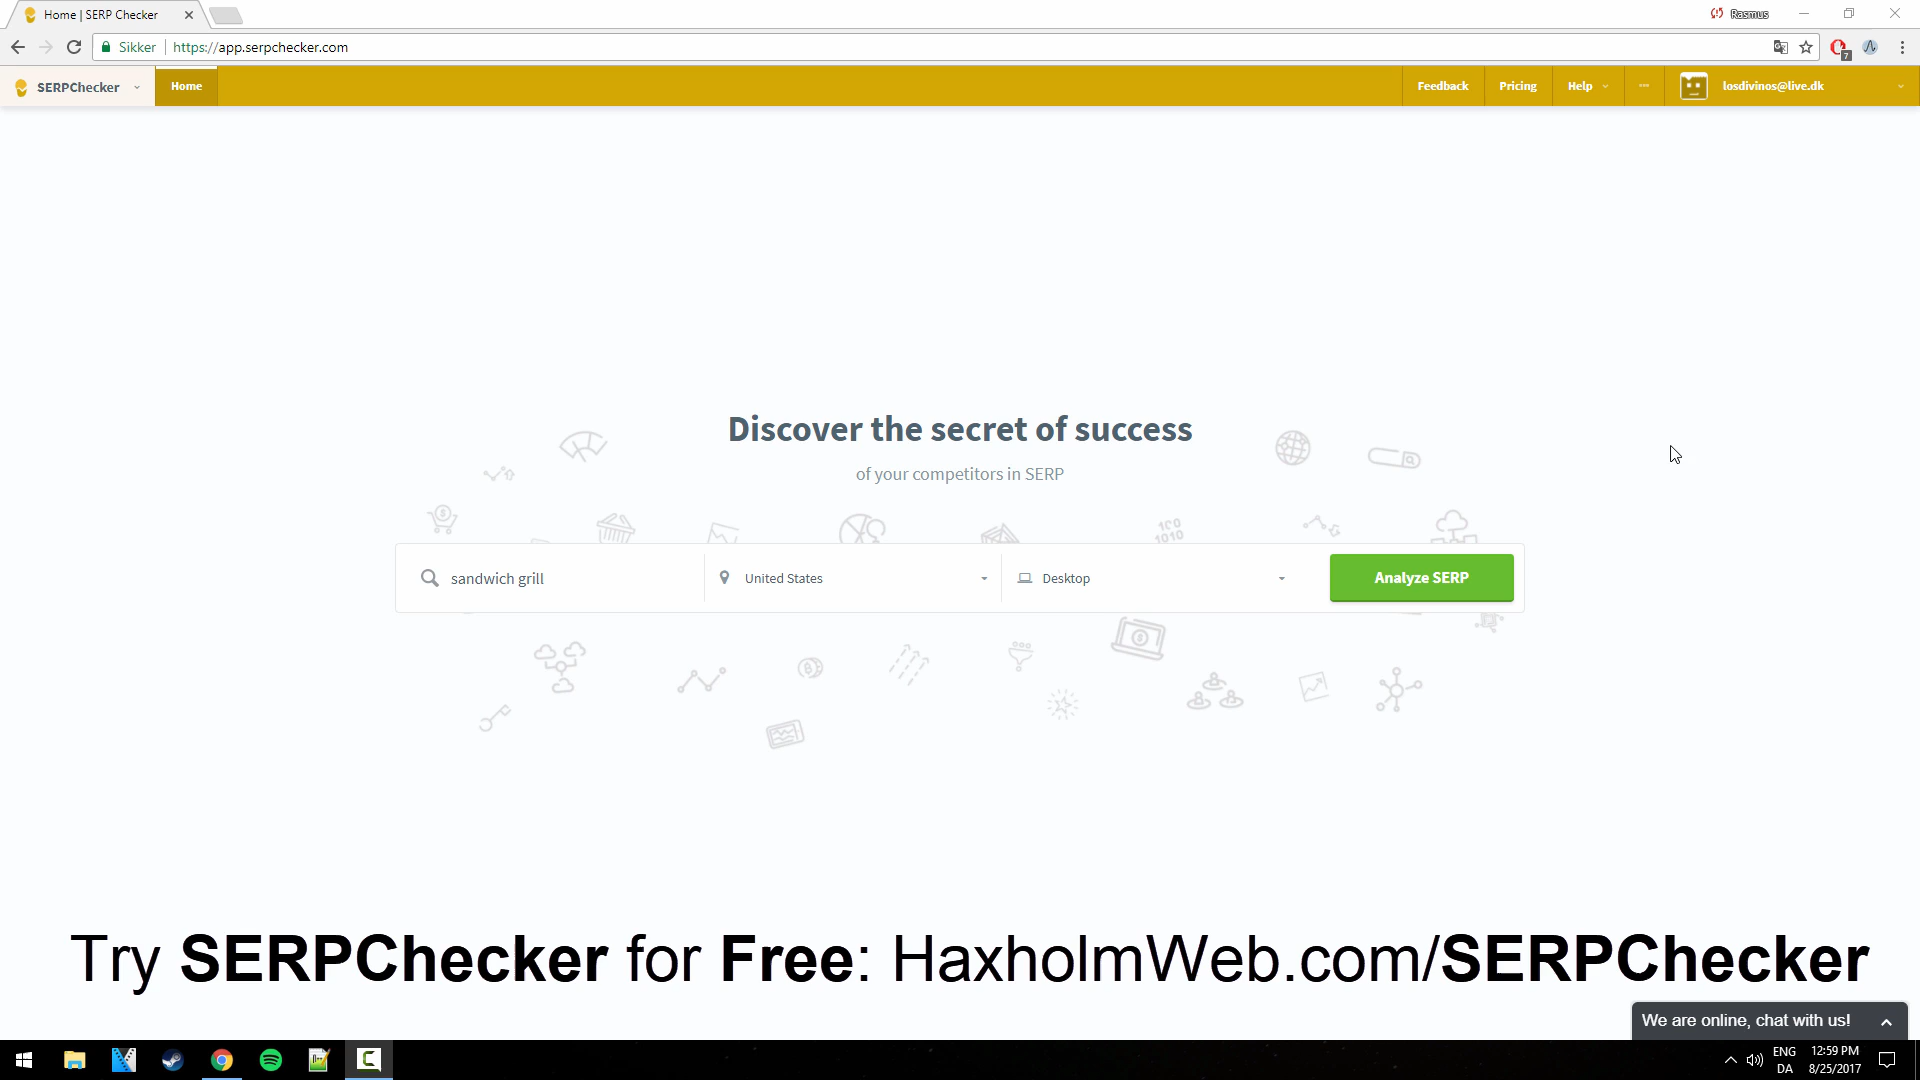 Home | SERP Checker
Rasmus
Sikker https://app.serpchecker.com
7
SERPChecker Home Feedback Pricing Help losdivinos@live.dk
Discover the secret of success
of your competitors in SERP
sandwich grill United States Desktop Analyze SERP
Try SERPChecker for Free: HaxholmWeb.com/SERPChecker
We are online, chat with us!
ENG 12:59 PM
DA 8/25/2017